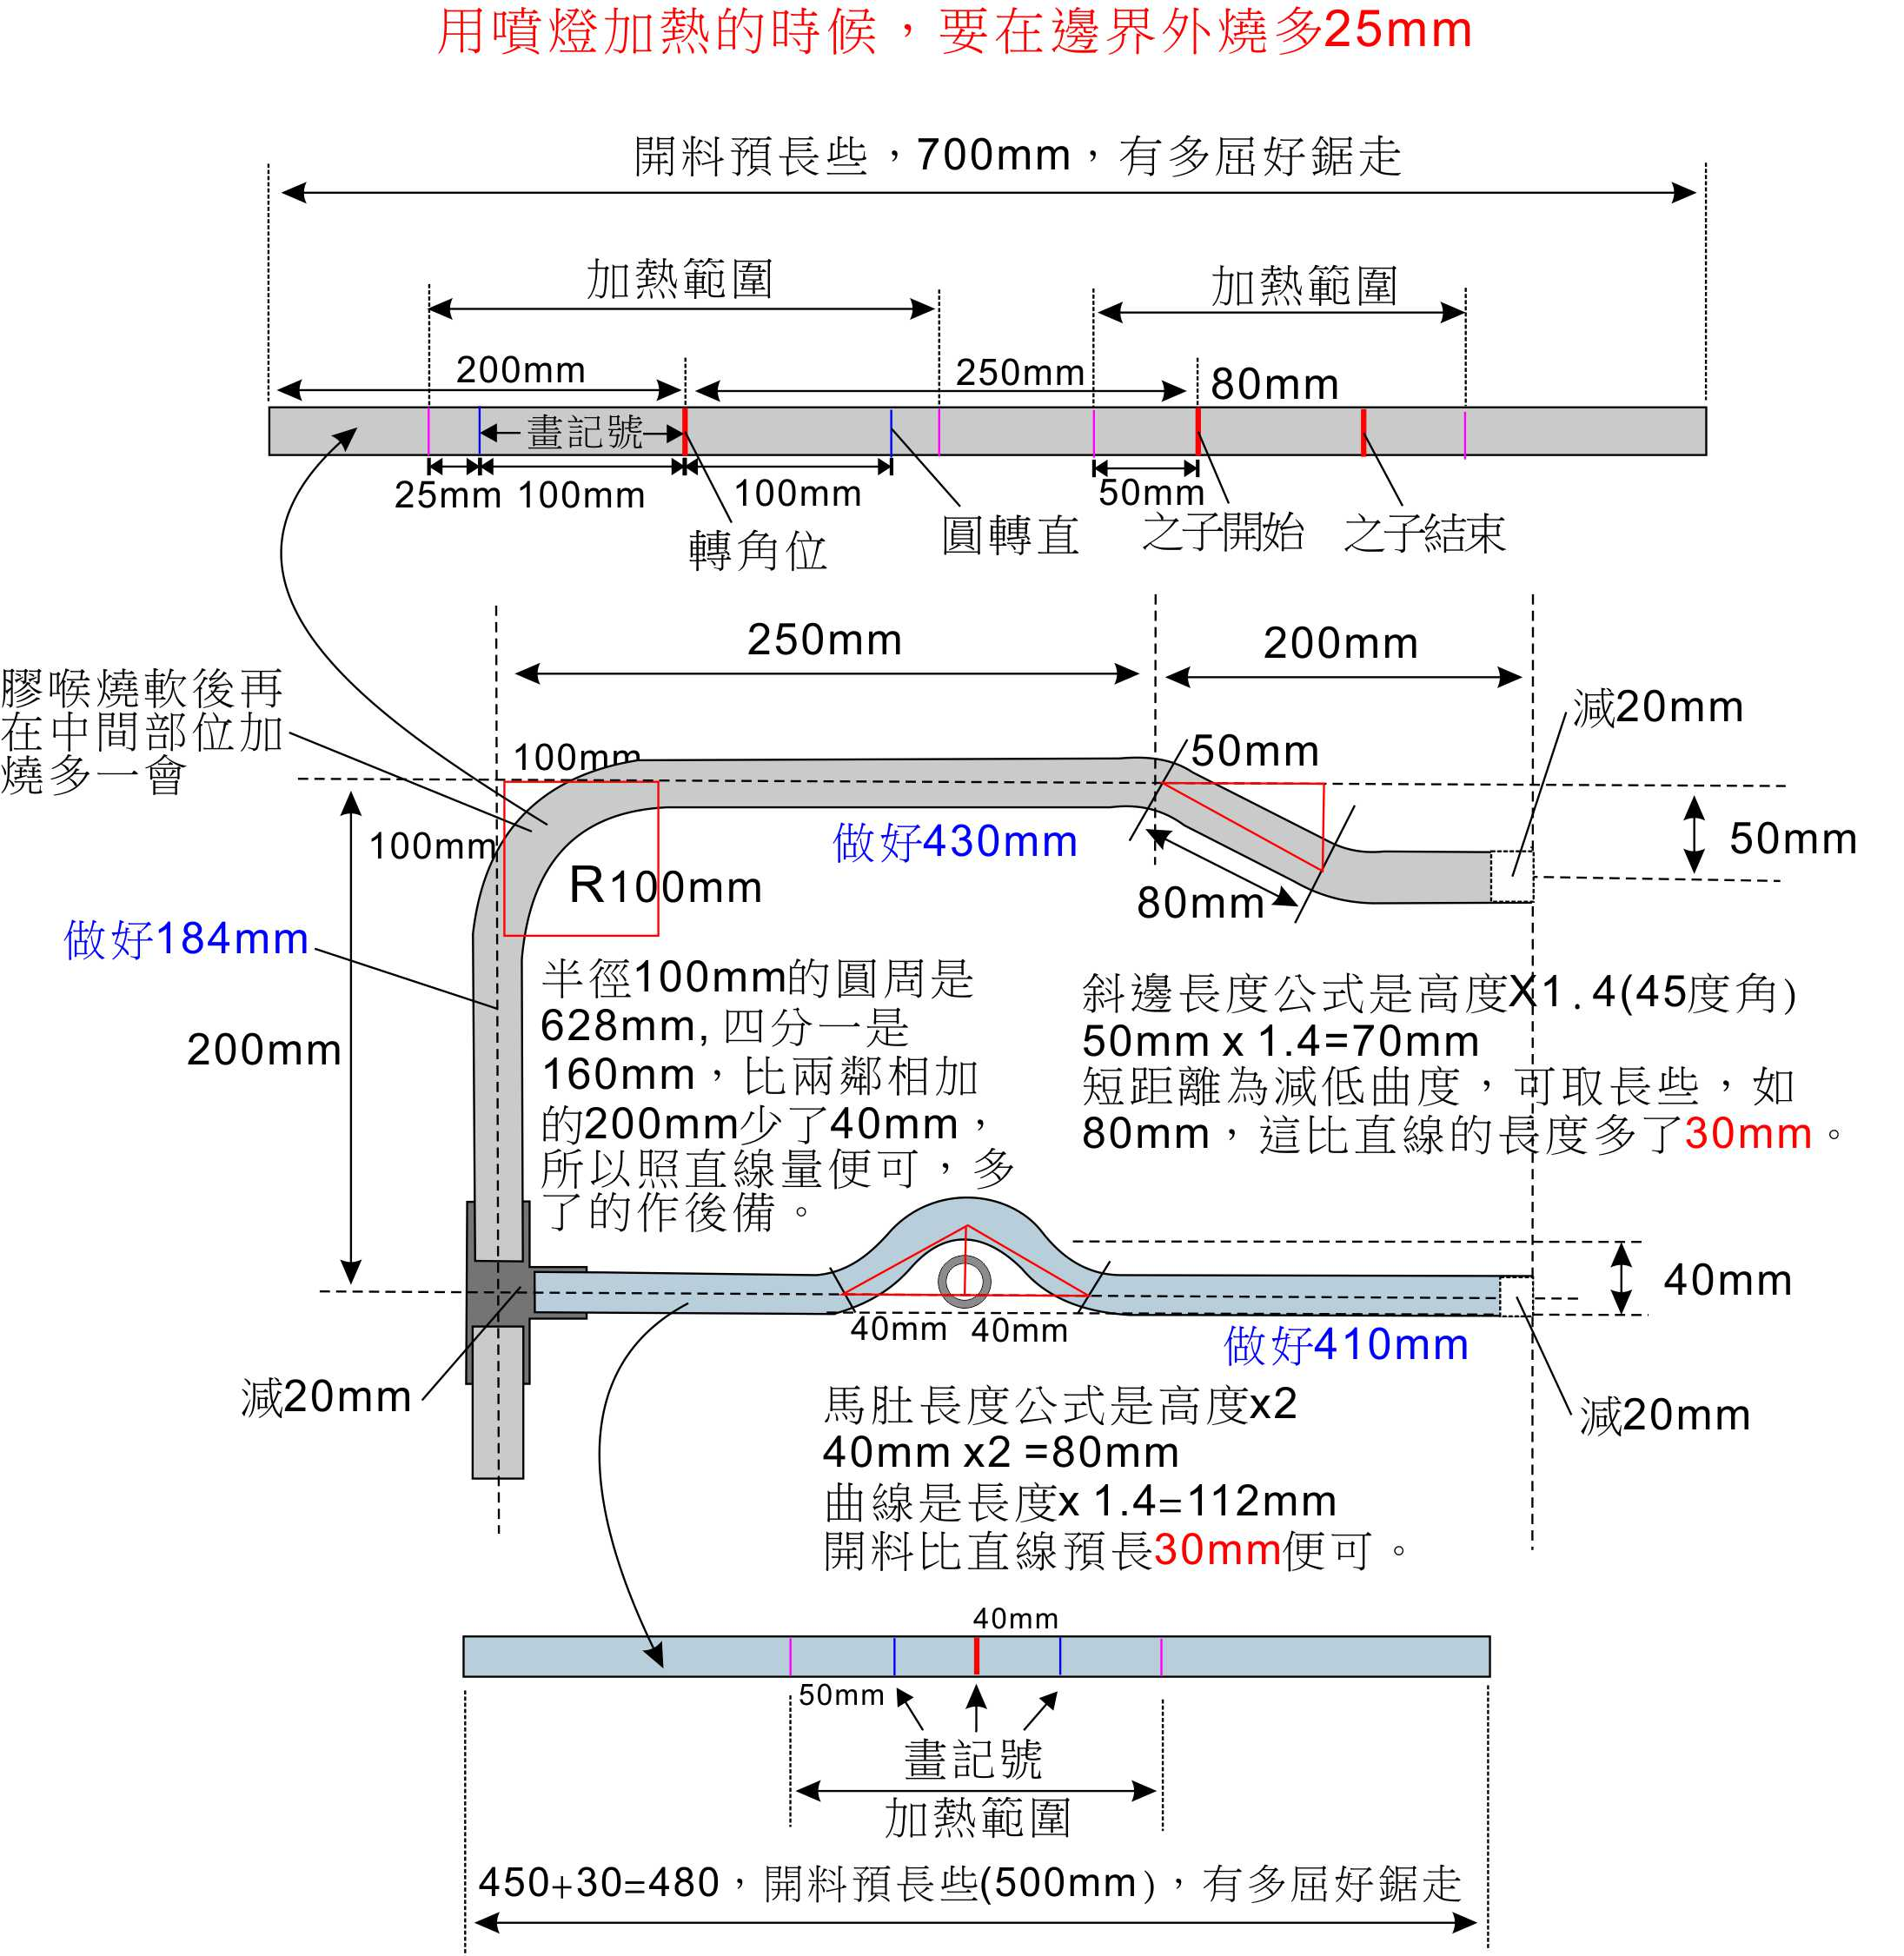 用噴燈加熱的時候，要在邊界外燒多25mm
開料預長些，700mm，有多屈好鋸走
加熱範圍
加熱範圍
200mm
250mm
80mm
畫記號
25mm
100mm
100mm
50mm
轉角位
圓轉直
之子開始
之子結束
250mm
200mm
膠喉燒軟後再
在中間部位加
燒多一會
減20mm
100mm
50mm
100mm
做好430mm
50mm
R100mm
80mm
做好184mm
200mm
半徑100mm的圓周是
628mm, 四分一是
160mm，比兩鄰相加
的200mm少了40mm，
所以照直線量便可，多
了的作後備。
斜邊長度公式是高度X1.4(45度角)
50mm x 1.4=70mm
短距離為減低曲度，可取長些，如
80mm，這比直線的長度多了30mm。
40mm
40mm
40mm
做好410mm
減20mm
減20mm
馬肚長度公式是高度x2
40mm x2 =80mm
曲線是長度x 1.4=112mm
開料比直線預長30mm便可。
40mm
50mm
畫記號
加熱範圍
450+30=480，開料預長些(500mm)，有多屈好鋸走